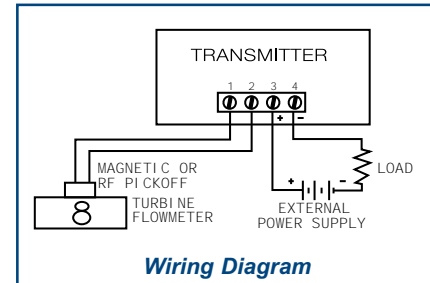 TRANSMITTER
1 2 3 4
+ -
MAGNETIC OR
RF PICKOFF
TURBINE
FLOWMETER
8
LOAD
+ -
EXTERNAL
POWER SUPPLY
Wiring Diagram